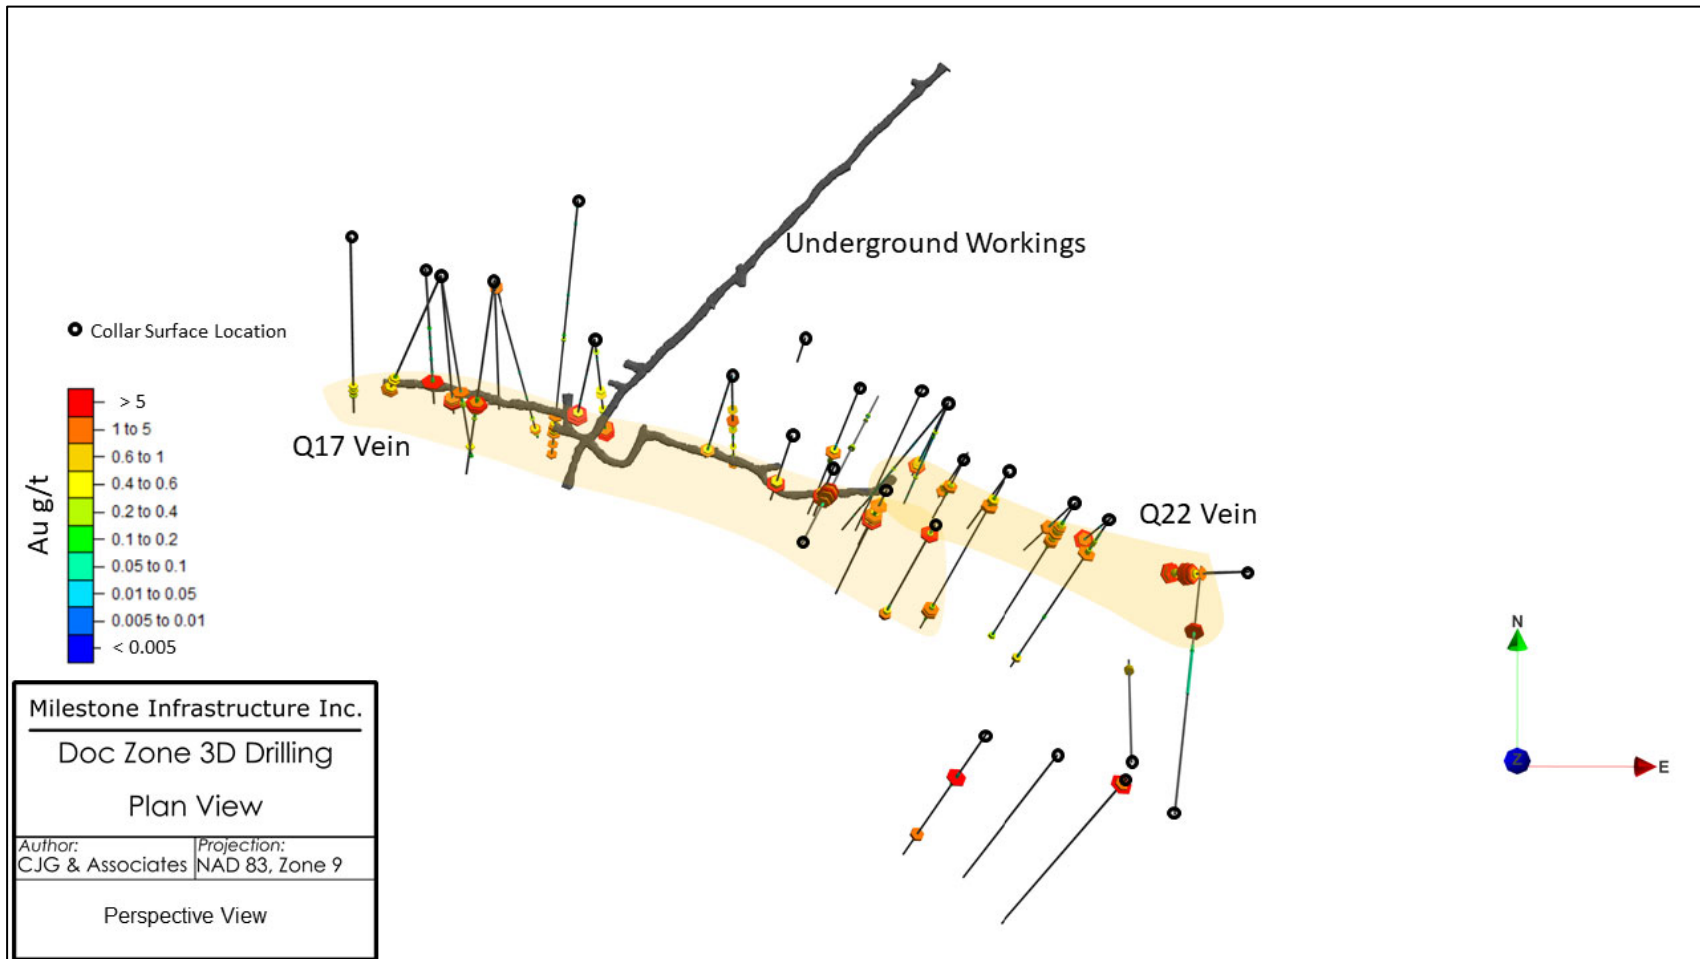 Underground Workings
Collar Surface Location
Q17 Vein
Q22 Vein
Au g/t
> 5
1 to 5
0.6 to 1
0.4 to 0.6
0.2 to 0.4
0.1 to 0.2
0.05 to 0.1
0.01 to 0.05
0.005 to 0.01
< 0.005
N
Z
E
Milestone Infrastructure Inc.
Doc Zone 3D Drilling
Plan View
Author:
CJG & Associates
Projection:
NAD 83, Zone 9
Perspective View